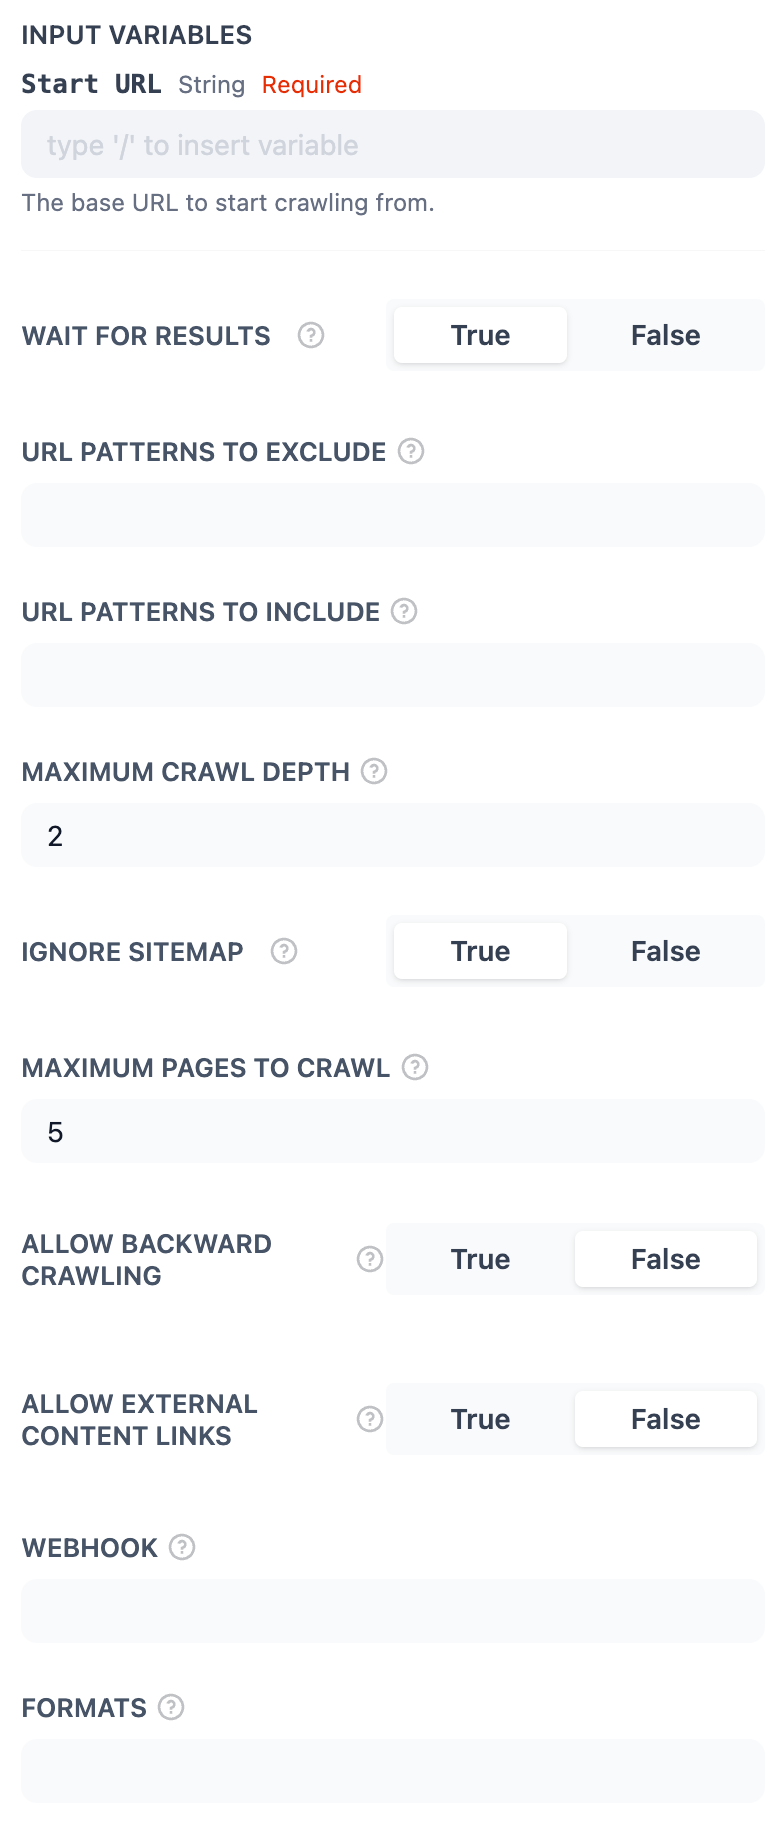 INPUT VARIABLES
Start URL String Required
type '/' to insert variable
The base URL to start crawling from.
WAIT FOR RESULTS ? True False
URL PATTERNS TO EXCLUDE ?
URL PATTERNS TO INCLUDE ?
MAXIMUM CRAWL DEPTH ?
2
IGNORE SITEMAP ? True False
MAXIMUM PAGES TO CRAWL ?
5
ALLOW BACKWARD
CRAWLING ? True False
ALLOW EXTERNAL
CONTENT LINKS ? True False
WEBHOOK ?
FORMATS ?